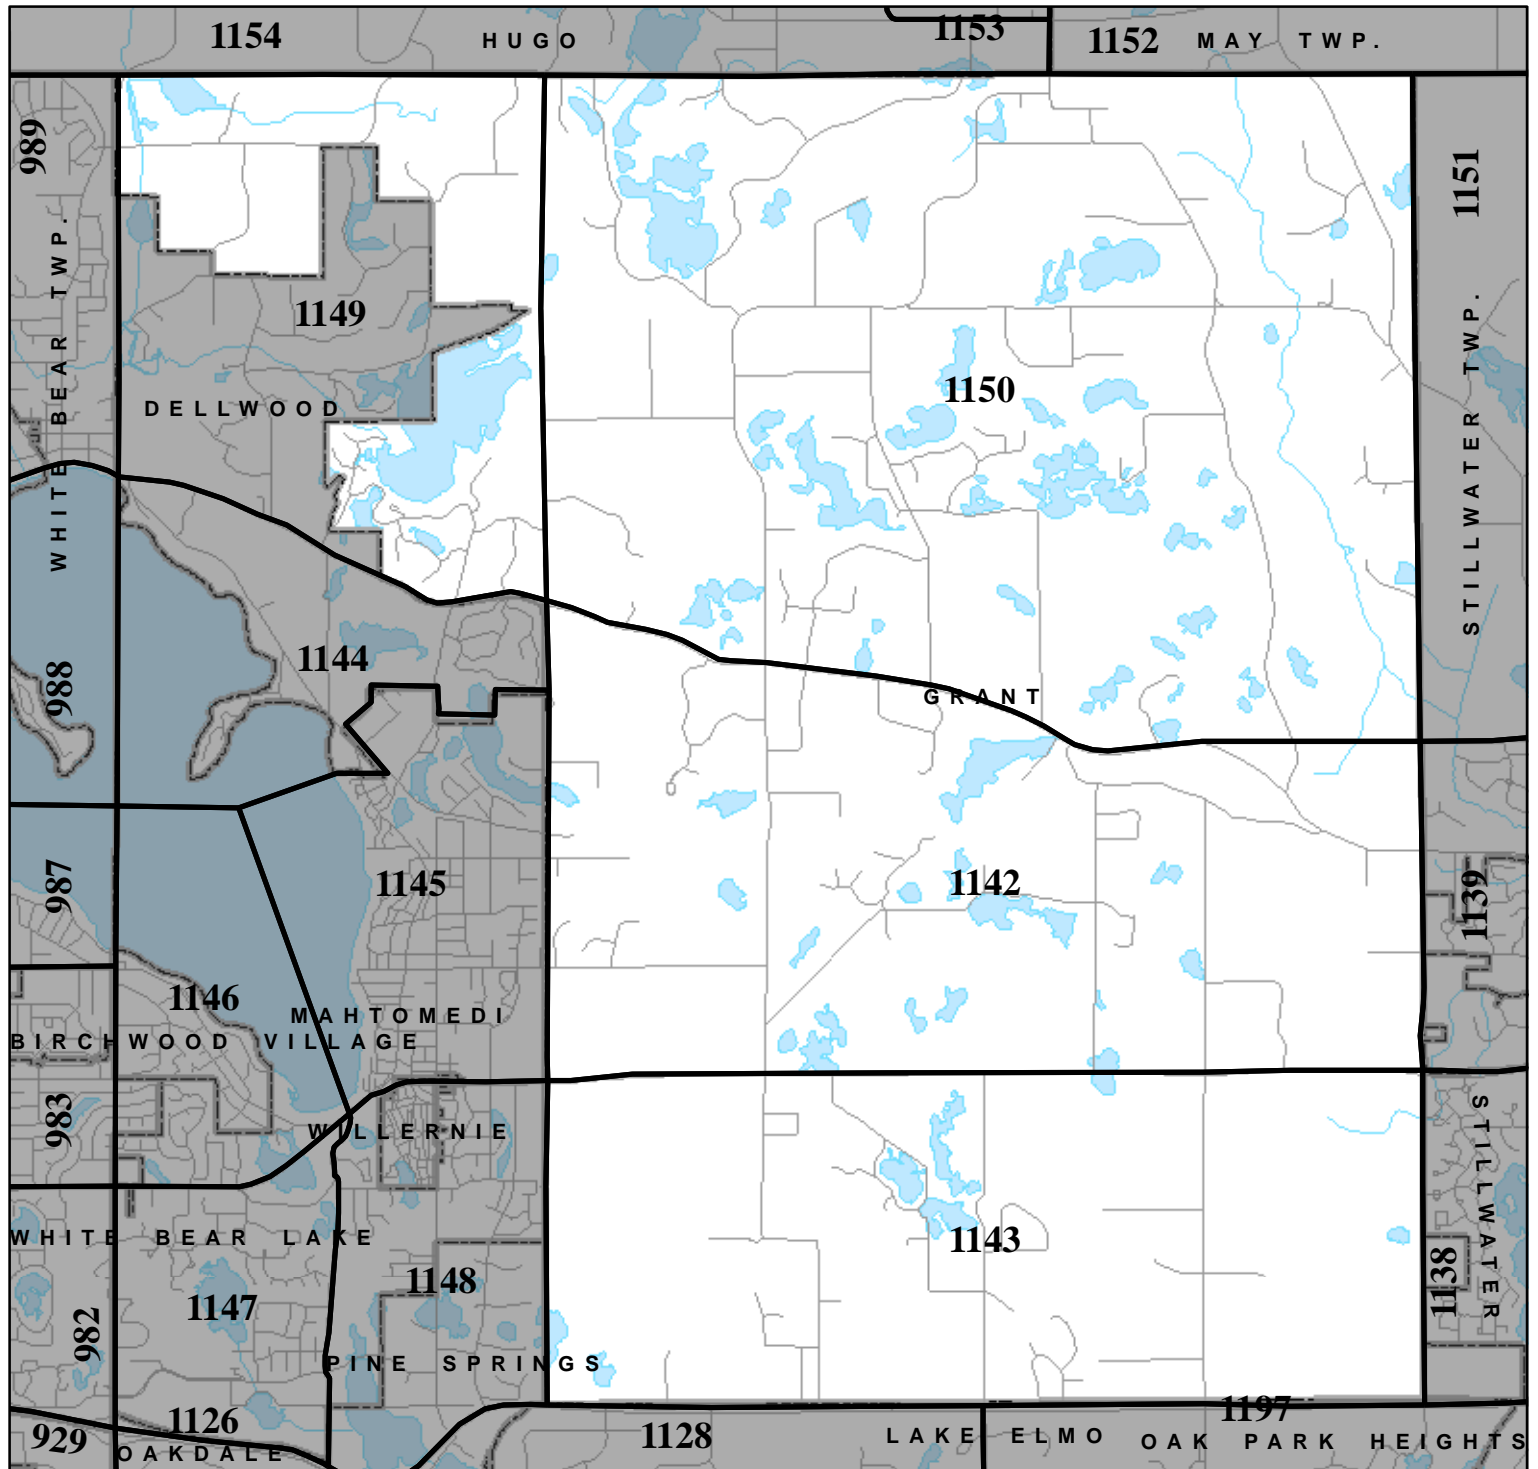 1154
HUGO
1153
1152
MAY TWP.
989
1151
WHITE BEAR TWP.
1149
STILLWATER TWP.
1150
DELLWOOD
1144
988
GRANT
987
1145
1142
1139
1146
MAHTOMEDI
BIRCHWOOD VILLAGE
983
WILLERNIE
STILLWATER
WHITE BEAR LAKE
1143
1148
1138
1147
982
PINE SPRINGS
1126
1197
929
1128
LAKE ELMO
OAK PARK HEIGHTS
OAKDALE